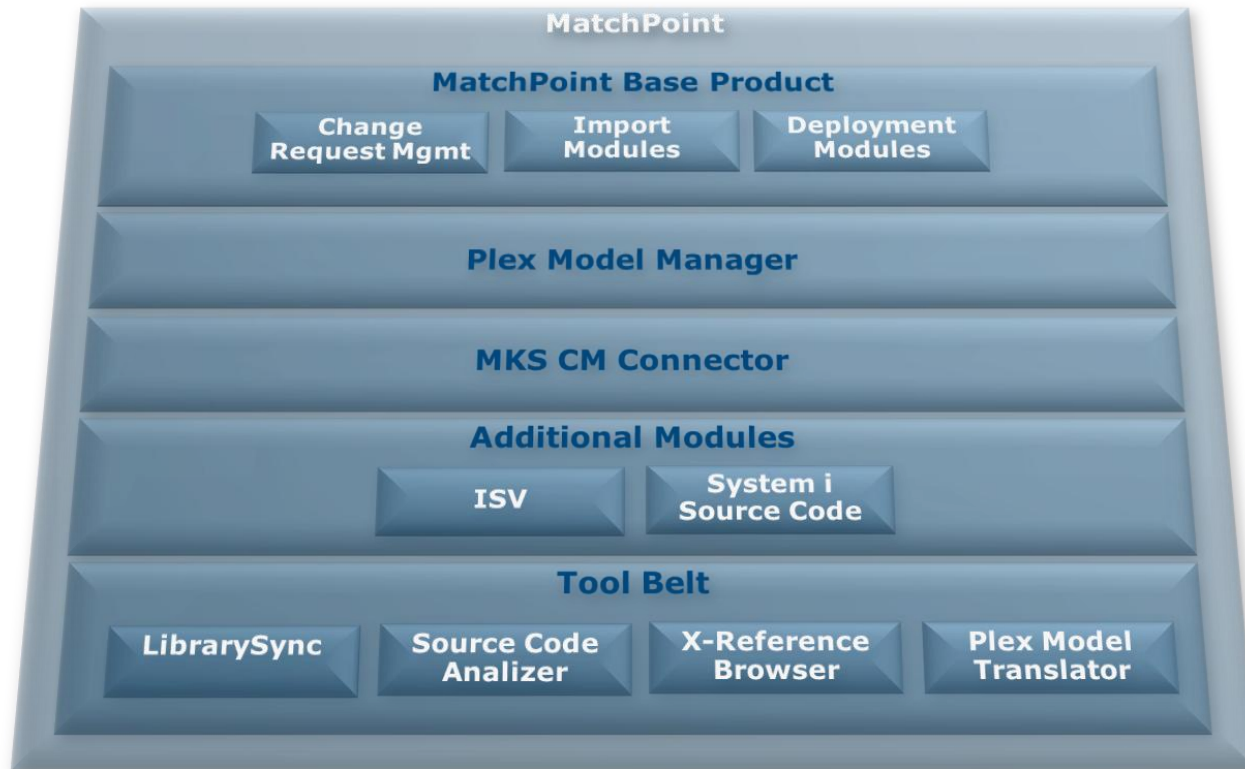 MatchPoint
MatchPoint Base Product
Change
Request Mgmt
Import
Modules
Deployment
Modules
Plex Model Manager
MKS CM Connector
Additional Modules
ISV
System i
Source Code
Tool Belt
LibrarySync
Source Code
Analizer
X-Reference
Browser
Plex Model
Translator